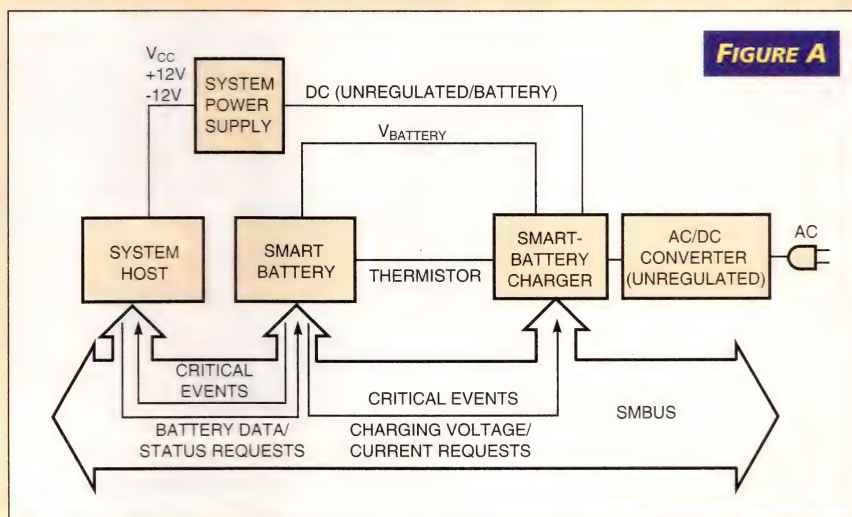 FIGURE A
VCC
+12V
-12V
SYSTEM
POWER
SUPPLY
DC (UNREGULATED/BATTERY)
VBATTERY
SYSTEM
HOST
SMART
BATTERY
THERMISTOR
SMART-
BATTERY
CHARGER
AC/DC
CONVERTER
(UNREGULATED)
AC
CRITICAL
EVENTS
BATTERY DATA/
STATUS REQUESTS
CRITICAL EVENTS
CHARGING VOLTAGE/
CURRENT REQUESTS
SMBUS